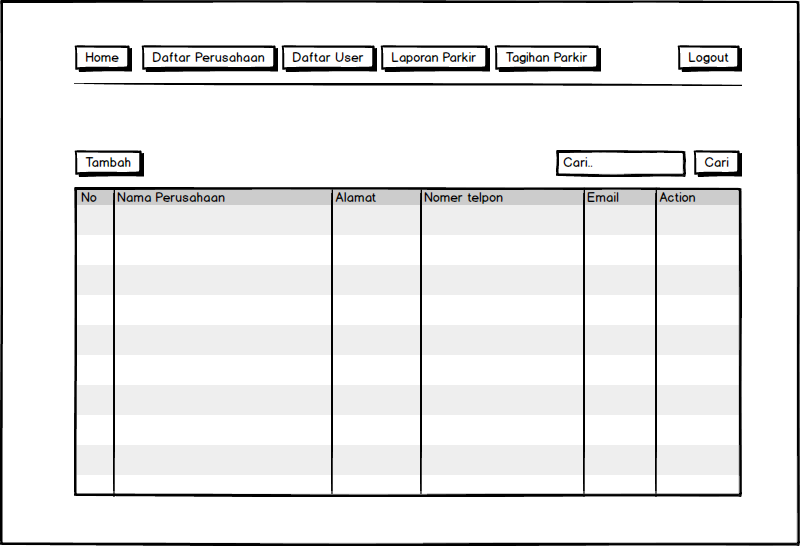 Home Daftar Perusahaan Daftar User Laporan Parkir Tagihan Parkir Logout
Tambah Cari.. Cari
No Nama Perusahaan Alamat Nomer telpon Email Action